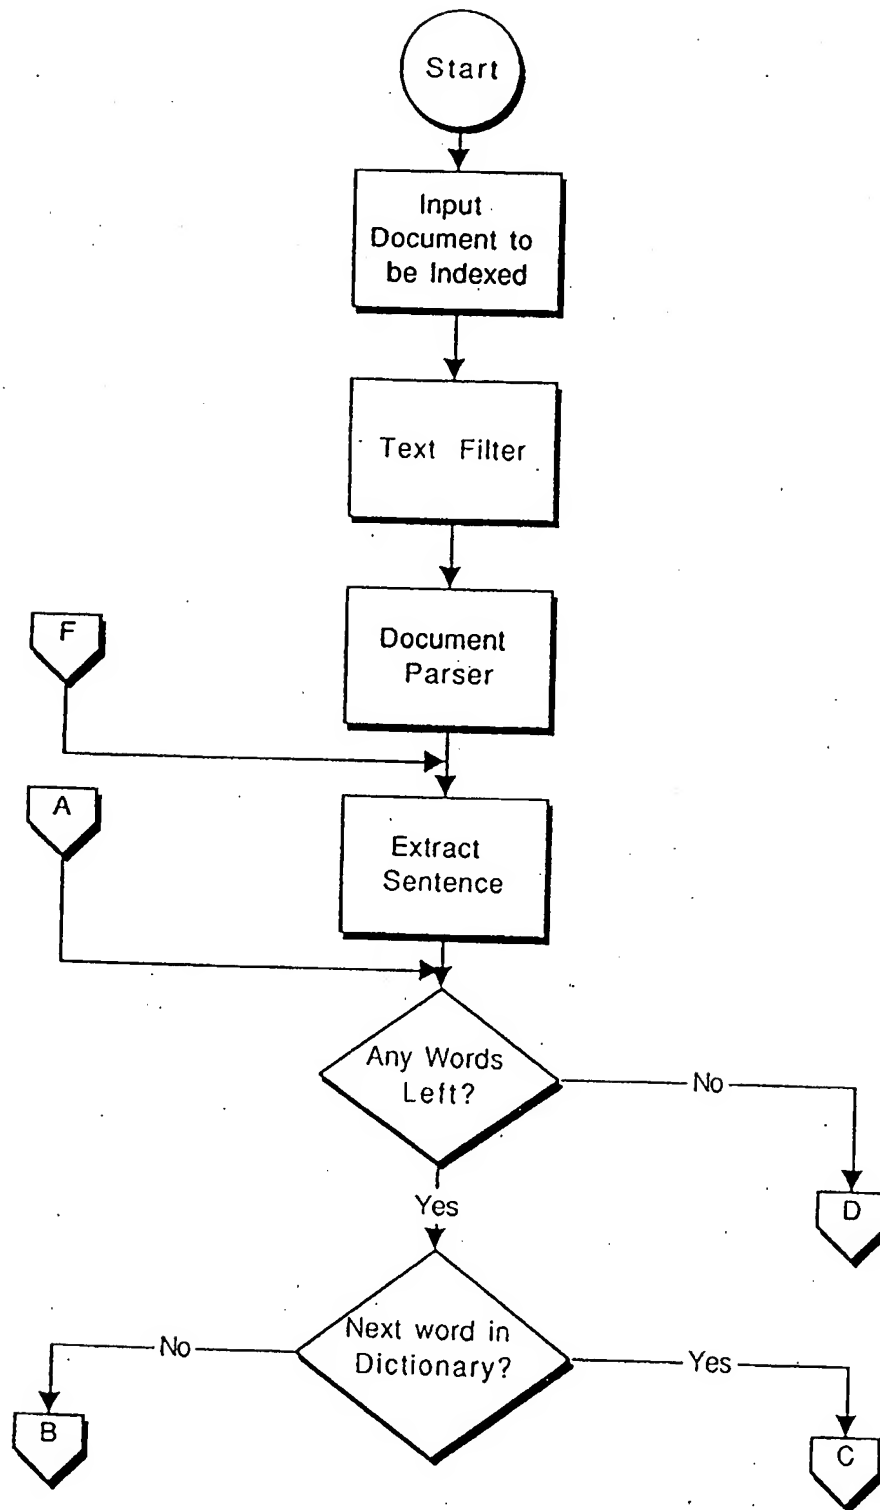 Start
Input
Document to
be Indexed
Text Filter
Document
Parser
F
A
Extract
Sentence
Any Words
Left?
No
Yes
D
Next word in
Dictionary?
No
Yes
B
C